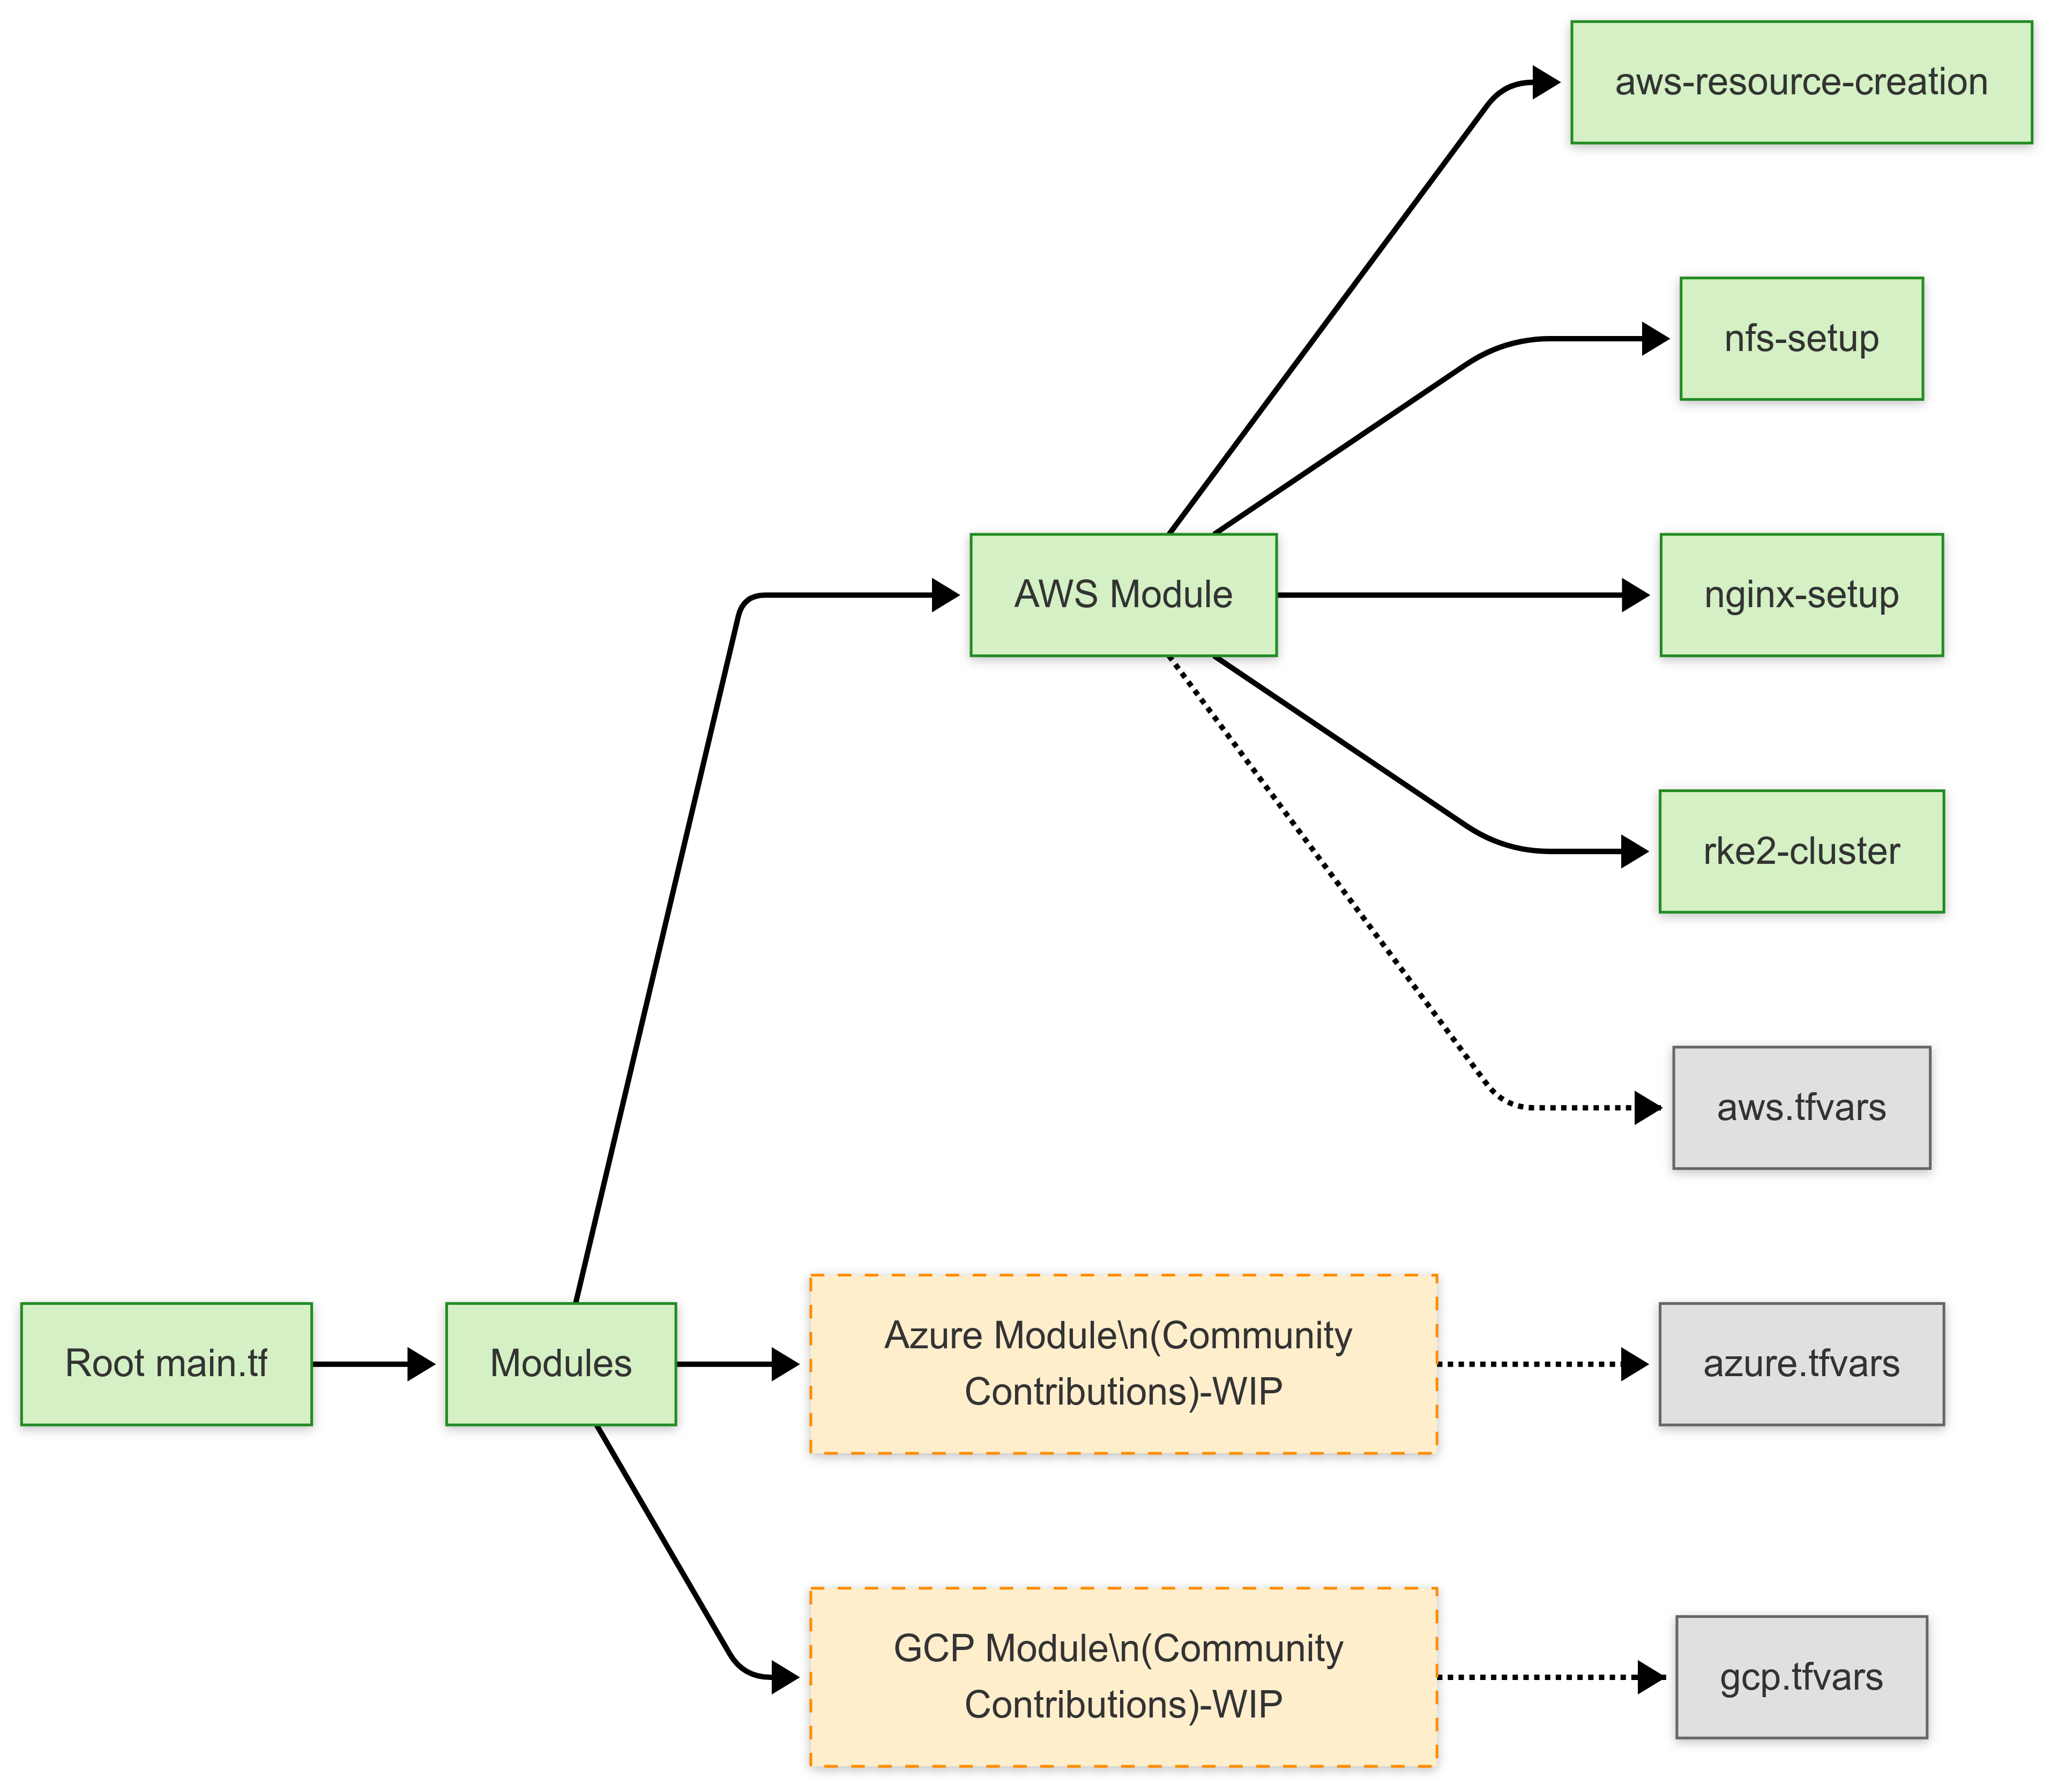 aws-resource-creation
nfs-setup
AWS Module
nginx-setup
rke2-cluster
aws.tfvars
Root main.tf
Modules
Azure Module\n(Community
Contributions)-WIP
azure.tfvars
GCP Module\n(Community
Contributions)-WIP
gcp.tfvars